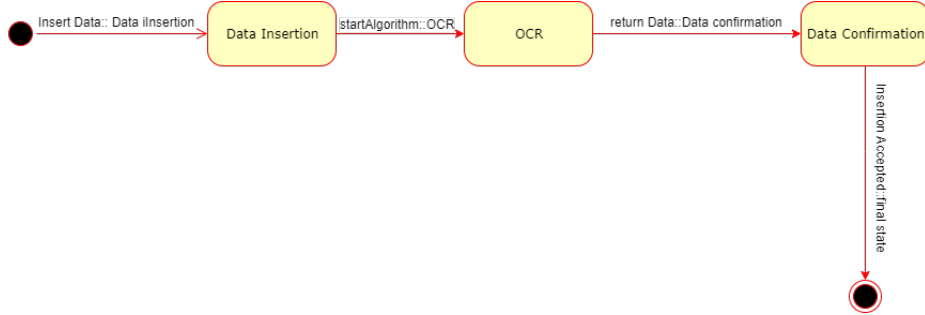 Insert Data:: Data iInsertion
Data Insertion
startAlgorithm::OCR
OCR
return Data::Data confirmation
Data Confirmation
Insertion Accepted::final state